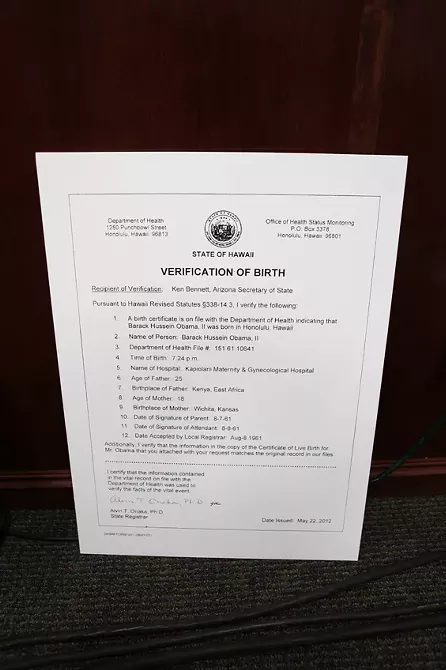 Department of Health
1250 Punchbowl Street
Honolulu, Hawaii 96813
Office of Health Status Monitoring
P.O. Box 3378
Honolulu, Hawaii 96801
STATE OF HAWAII
VERIFICATION OF BIRTH
Recipient of Verification: Ken Bennett, Arizona Secretary of State
Pursuant to Hawaii Revised Statutes §338-14.3, I verify the following:
1. A birth certificate is on file with the Department of Health indicating that
Barack Hussein Obama, II was born in Honolulu, Hawaii
2. Name of Person: Barack Hussein Obama, II
3. Department of Health File #: 151 61 10641
4. Time of Birth: 7:24 p.m.
5. Name of Hospital: Kapiolani Maternity & Gynecological Hospital
6. Age of Father: 25
7. Birthplace of Father: Kenya, East Africa
8. Age of Mother: 18
9. Birthplace of Mother: Wichita, Kansas
10. Date of Signature of Parent: 8-7-61
11. Date of Signature of Attendant: 8-8-61
12. Date Accepted by Local Registrar: Aug-8 1961
Additionally, I verify that the information in the copy of the Certificate of Live Birth for
Mr. Obama that you attached with your request matches the original record in our files.
I certify that the information contained
in the vital record on file with the
Department of Health was used to
verify the facts of the vital event.
Alvin T. Onaka, Ph.D.
Alvin T. Onaka, Ph.D.
State Registrar
Date Issued: May 22, 2012